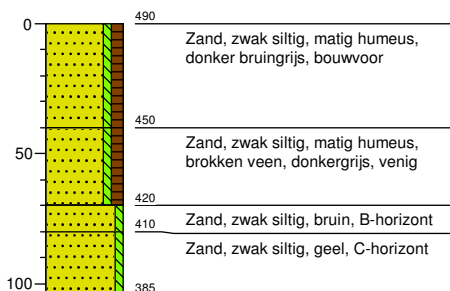 0
490
Zand, zwak siltig, matig humeus,
donker bruingrijs, bouwvoor
450
Zand, zwak siltig, matig humeus,
brokken veen, donkergrijs, venig
50
420
Zand, zwak siltig, bruin, B-horizont
410
Zand, zwak siltig, geel, C-horizont
100
385